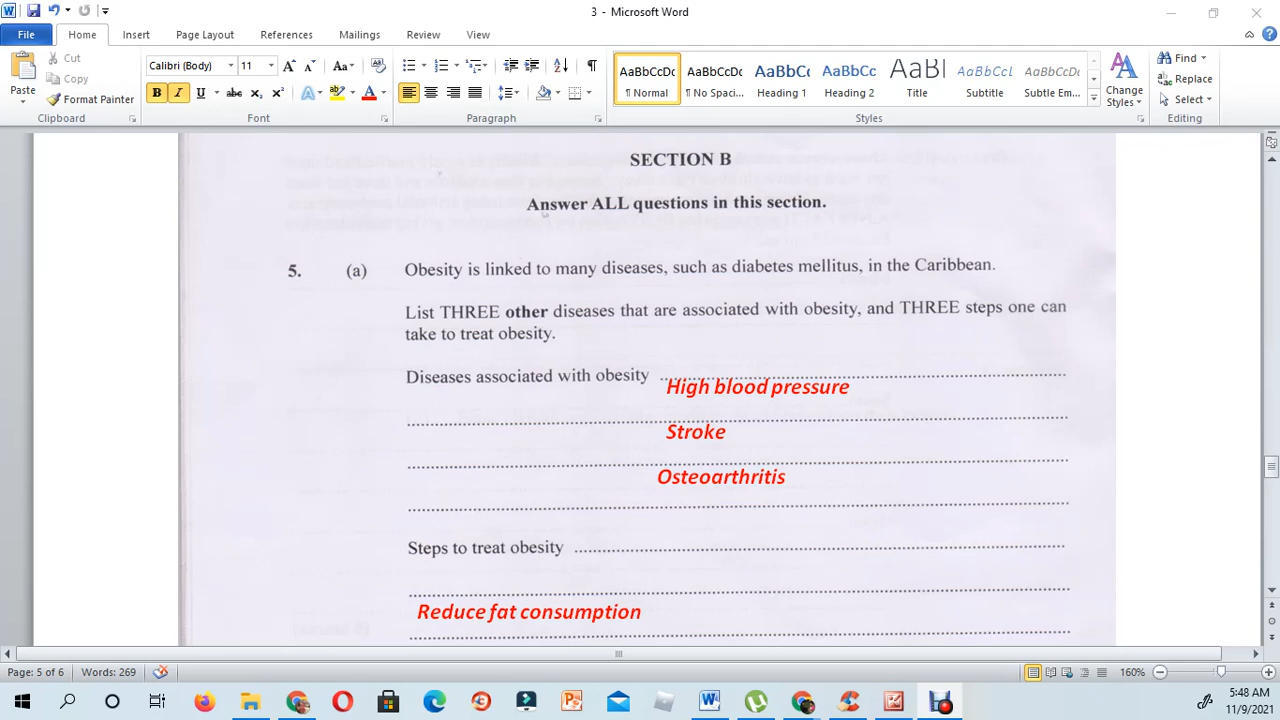 3 - Microsoft Word
File Home Insert Page Layout References Mailings Review View
Cut Calibri (Body) 11 Aa AaBbCcDc AaBbCcDc AaBbCc AaBbCc AaBl AaBbCcL AaBbCcDc Find
Copy Replace
Paste Format Painter B I U abc ¶ Normal ¶ No Spaci... Heading 1 Heading 2 Title Subtitle Subtle Em... Change Styles Select
Clipboard Font Paragraph Styles Editing
SECTION B
Answer ALL questions in this section.
5. (a) Obesity is linked to many diseases, such as diabetes mellitus, in the Caribbean.
List THREE other diseases that are associated with obesity, and THREE steps one can
take to treat obesity.
Diseases associated with obesity
High blood pressure
Stroke
Osteoarthritis
Steps to treat obesity
Reduce fat consumption
Page: 5 of 6 Words: 269 160%
5:48 AM
11/9/2021